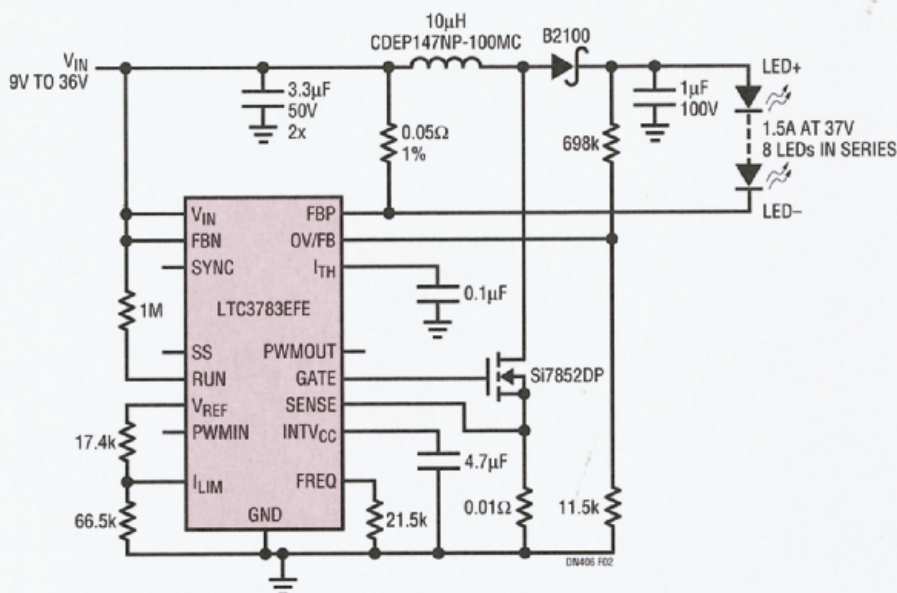 10μH
CDEP147NP-100MC
B2100
VIN
9V TO 36V
3.3μF
50V
2x
0.05Ω
1%
698k
1μF
100V
LED+
1.5A AT 37V
8 LEDs IN SERIES
LED–
VIN
FBN
SYNC
1M
SS
RUN
VREF
PWMIN
17.4k
ILIM
66.5k
LTC3783EFE
GND
FBP
OV/FB
ITH
0.1μF
PWMOUT
GATE
SENSE
INTVCC
FREQ
Si7852DP
4.7μF
21.5k
0.01Ω
11.5k
DN406 F02